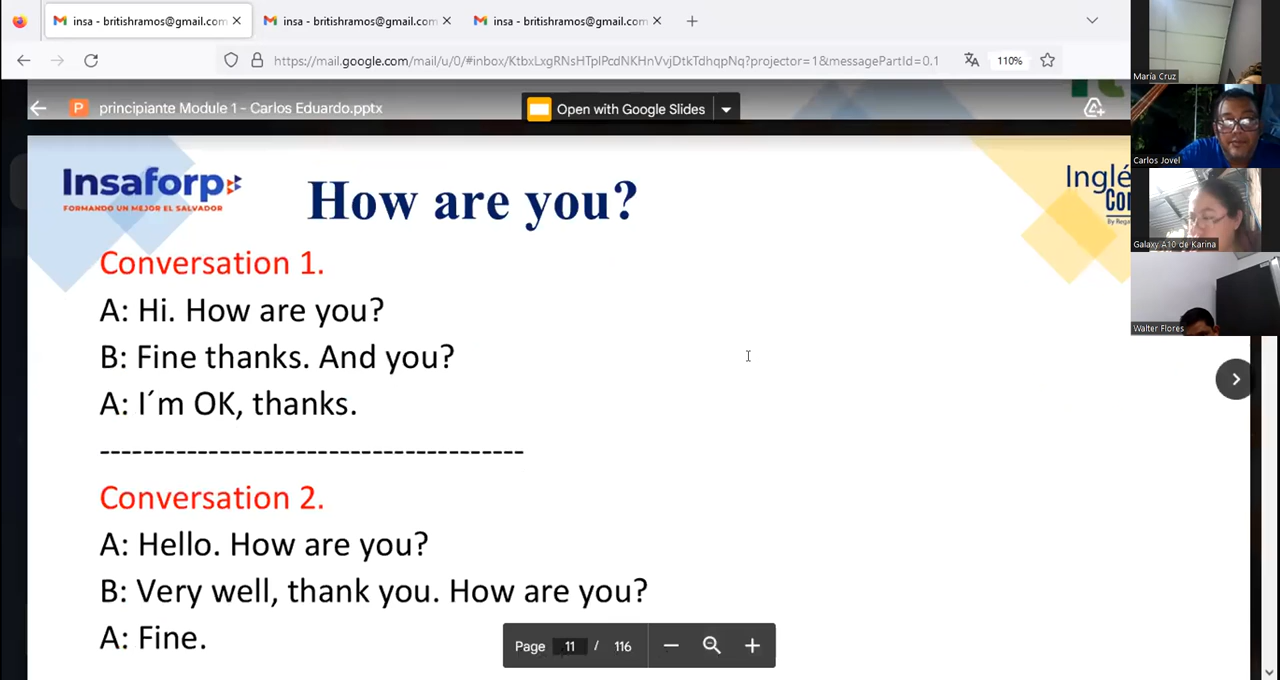 insa - britishramos@gmail.com
insa - britishramos@gmail.com
insa - britishramos@gmail.com
https://mail.google.com/mail/u/0/#inbox/KtbxLxgRNsHTpIPcdNKHnVvjDtkTdhqpNq?projector=1&messagePartId=0.1
110%
principiante Module 1 - Carlos Eduardo.pptx
Open with Google Slides
María Cruz
Carlos Jovel
Galaxy A10 de Karina
Walter Flores
Insaforp
FORMANDO UN MEJOR EL SALVADOR
How are you?
Conversation 1.
A: Hi. How are you?
B: Fine thanks. And you?
A: I´m OK, thanks.
---------------------------------------
Conversation 2.
A: Hello. How are you?
B: Very well, thank you. How are you?
A: Fine.
Page 11 / 116